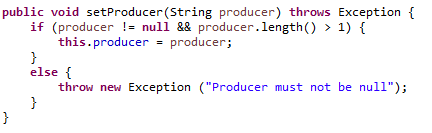 public void setProducer(String producer) throws Exception {
    if (producer != null && producer.length() > 1) {
        this.producer = producer;
    }
    else {
        throw new Exception ("Producer must not be null");
    }
}